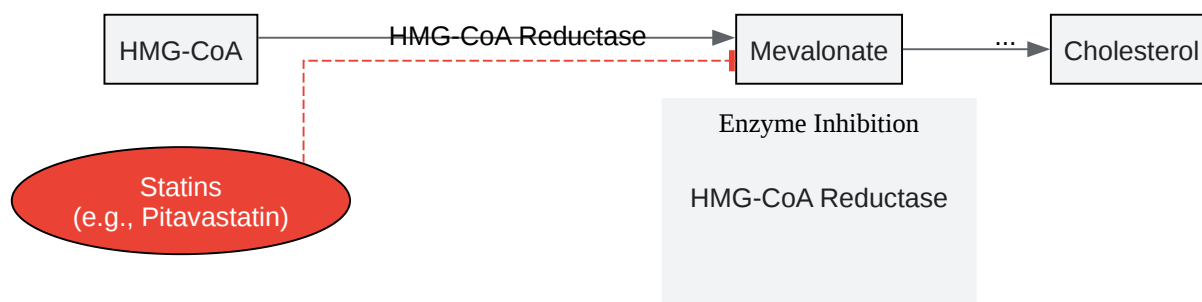 HMG-CoA
HMG-CoA Reductase
Mevalonate
...
Cholesterol
Enzyme Inhibition
HMG-CoA Reductase
Statins
(e.g., Pitavastatin)